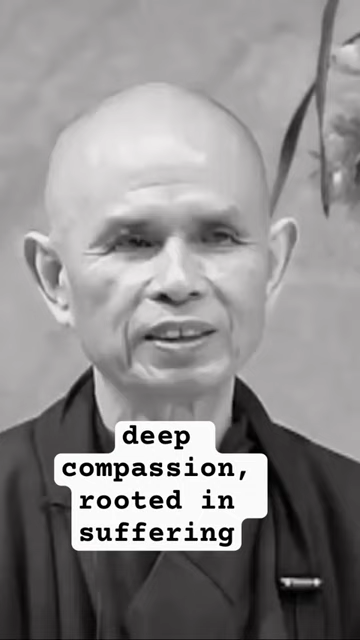 deep
compassion,
rooted in
suffering